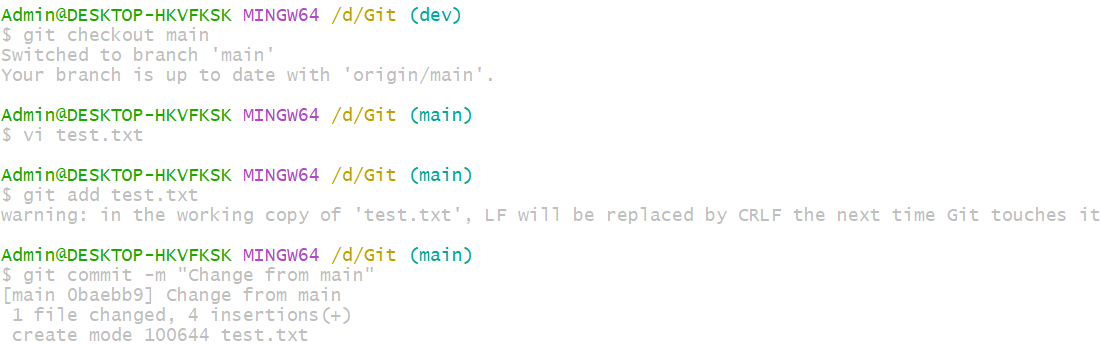 Admin@DESKTOP-HKVFKSK MINGW64 /d/Git (dev)
$ git checkout main
Switched to branch 'main'
Your branch is up to date with 'origin/main'.
Admin@DESKTOP-HKVFKSK MINGW64 /d/Git (main)
$ vi test.txt
Admin@DESKTOP-HKVFKSK MINGW64 /d/Git (main)
$ git add test.txt
warning: in the working copy of 'test.txt', LF will be replaced by CRLF the next time Git touches it
Admin@DESKTOP-HKVFKSK MINGW64 /d/Git (main)
$ git commit -m "Change from main"
[main 0baebb9] Change from main
 1 file changed, 4 insertions(+)
 create mode 100644 test.txt